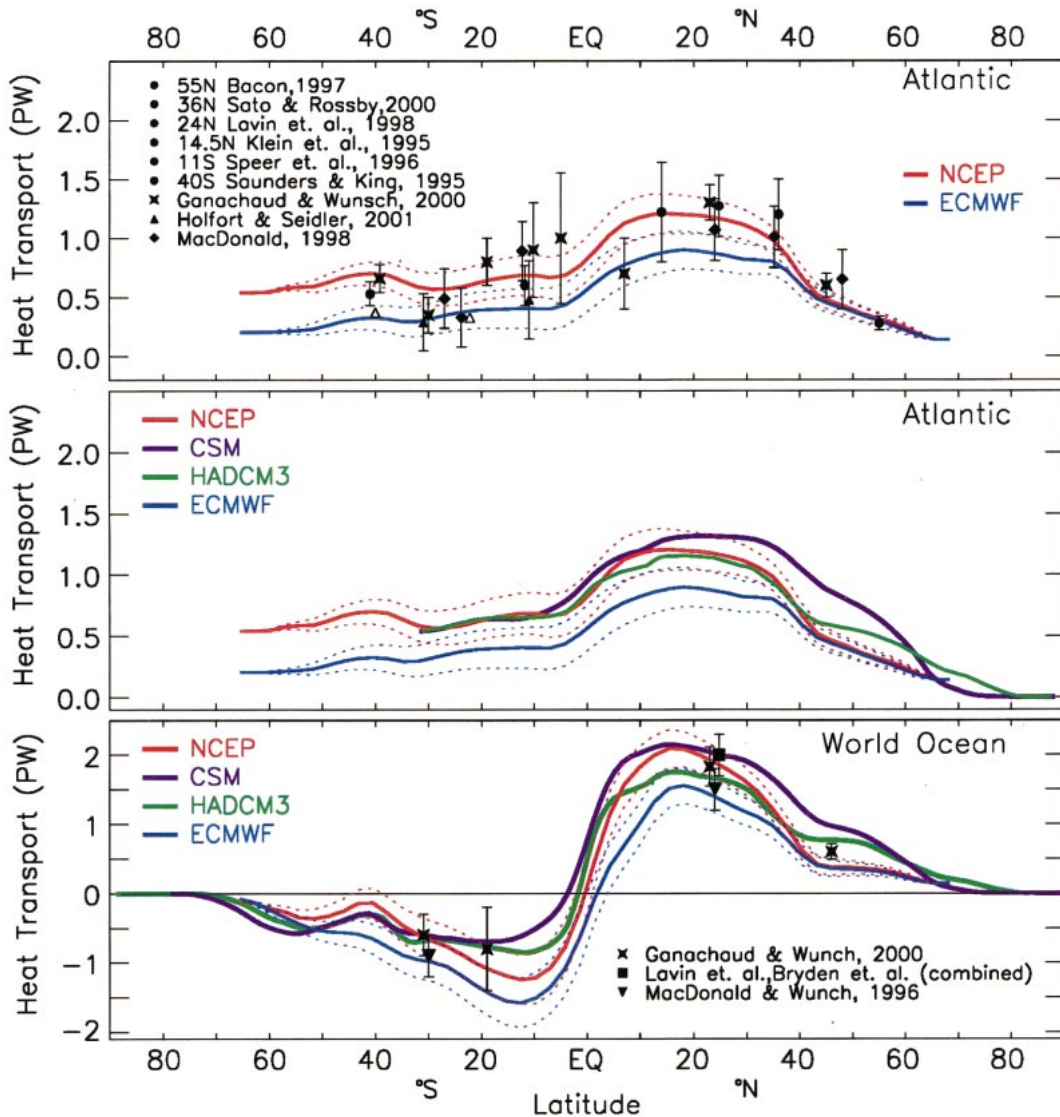 °S °N
80 60 40 20 EQ 20 40 60 80
Heat Transport (PW)
2.0
1.5
1.0
0.5
0.0
55N Bacon,1997
36N Sato & Rossby,2000
24N Lavin et. al., 1998
14.5N Klein et. al., 1995
11S Speer et. al., 1996
40S Saunders & King, 1995
Ganachaud & Wunsch, 2000
Holfort & Seidler, 2001
MacDonald, 1998
Atlantic
NCEP
ECMWF
Heat Transport (PW)
2.0
1.5
1.0
0.5
0.0
NCEP
CSM
HADCM3
ECMWF
Atlantic
Heat Transport (PW)
2
1
0
-1
-2
NCEP
CSM
HADCM3
ECMWF
World Ocean
Ganachaud & Wunch, 2000
Lavin et. al.,Bryden et. al. (combined)
MacDonald & Wunch, 1996
80 60 40 20 EQ 20 40 60 80
°S °N
Latitude